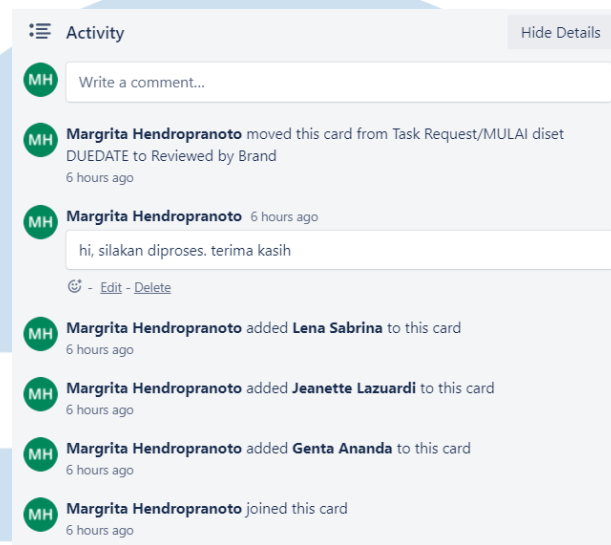 Activity
Hide Details
MH
Write a comment...
MH
Margrita Hendropranoto moved this card from Task Request/MULAI diset
DUEDATE to Reviewed by Brand
6 hours ago
MH
Margrita Hendropranoto 6 hours ago
hi, silakan diproses. terima kasih
- Edit - Delete
MH
Margrita Hendropranoto added Lena Sabrina to this card
6 hours ago
MH
Margrita Hendropranoto added Jeanette Lazuardi to this card
6 hours ago
MH
Margrita Hendropranoto added Genta Ananda to this card
6 hours ago
MH
Margrita Hendropranoto joined this card
6 hours ago